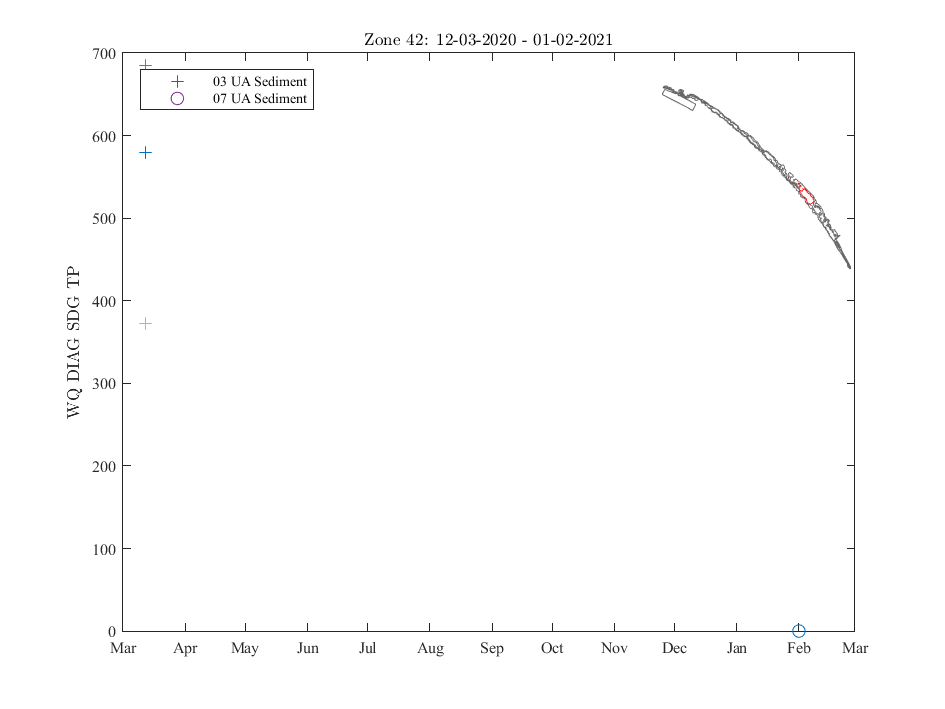 Zone 42: 12-03-2020 - 01-02-2021
700
03 UA Sediment
07 UA Sediment
600
500
400
300
200
100
0
WQ DIAG SDG TP
Mar Apr May Jun Jul Aug Sep Oct Nov Dec Jan Feb Mar